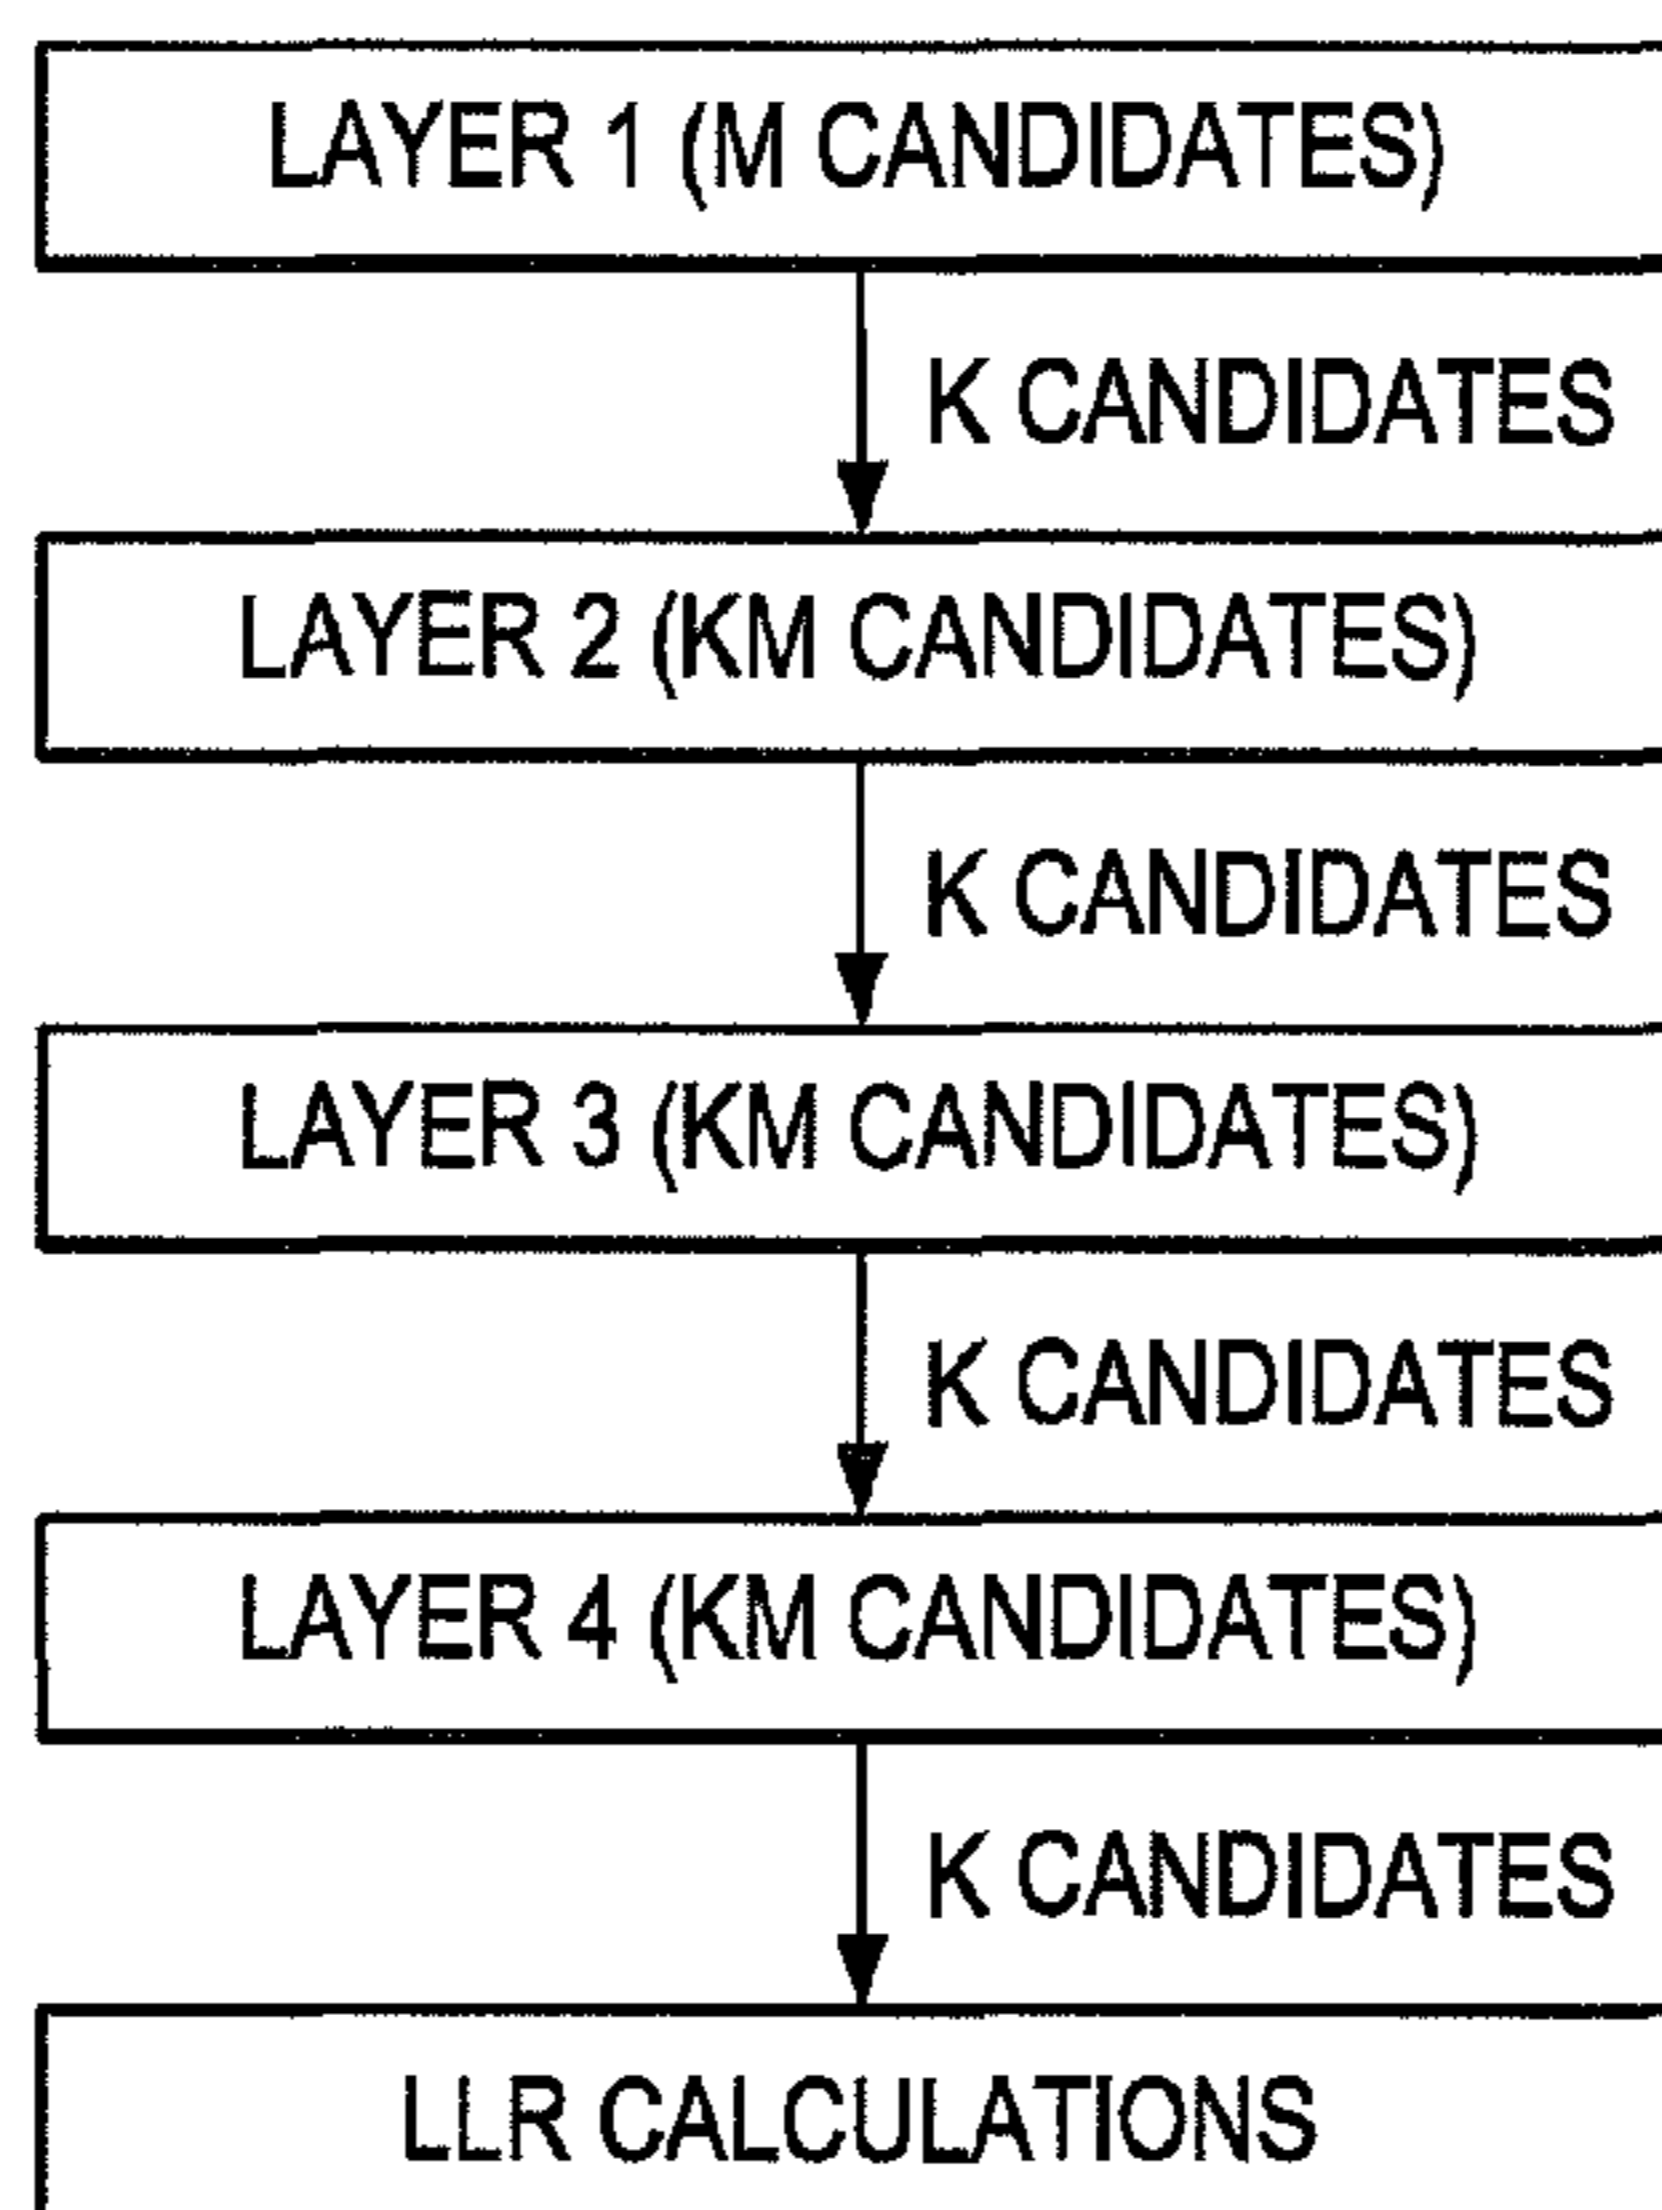 LAYER 1 (M CANDIDATES)
K CANDIDATES
LAYER 2 (KM CANDIDATES)
K CANDIDATES
LAYER 3 (KM CANDIDATES)
K CANDIDATES
LAYER 4 (KM CANDIDATES)
K CANDIDATES
LLR CALCULATIONS